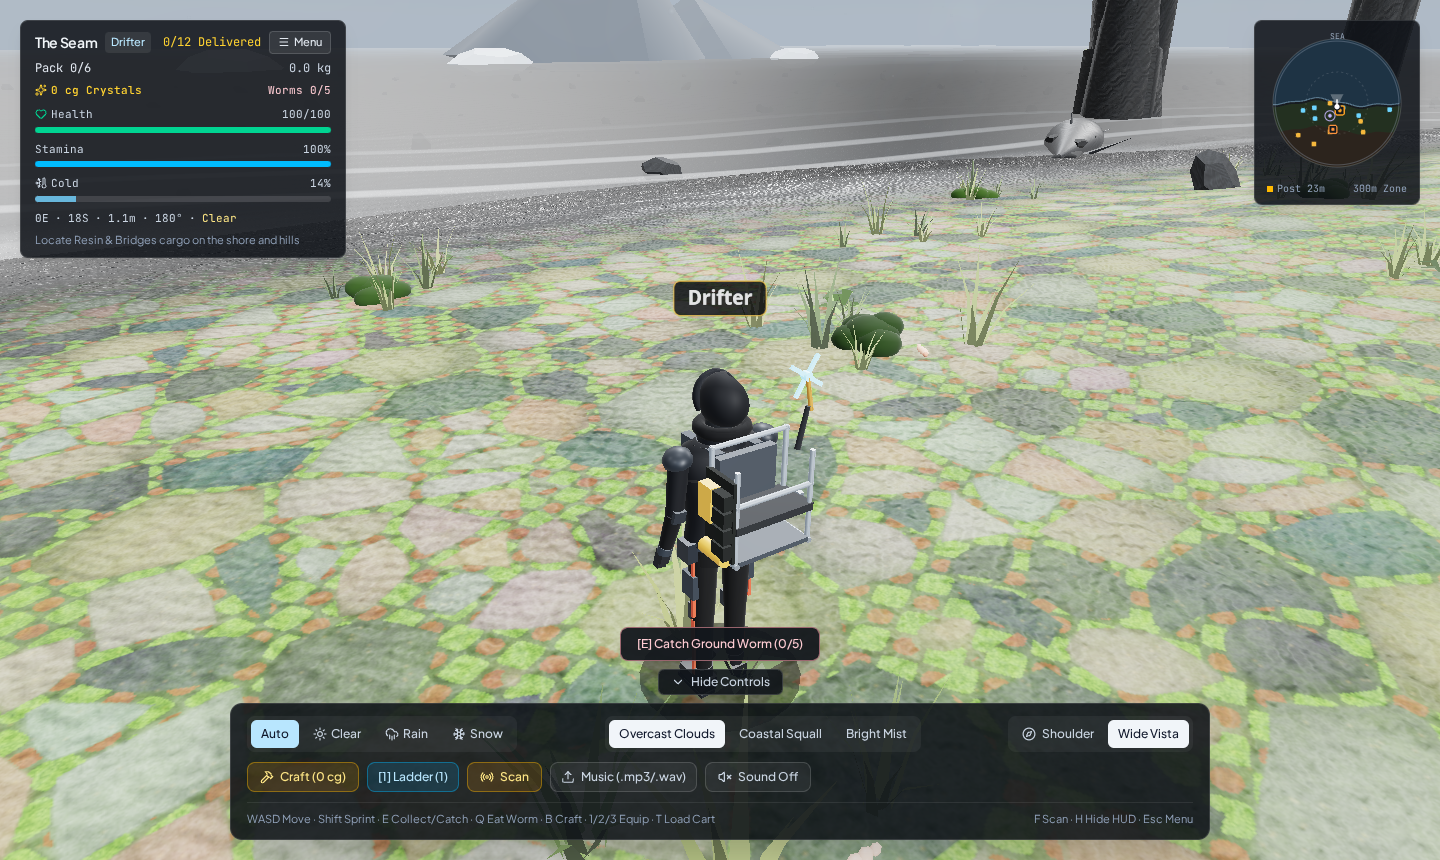 The Seam Drifter 0/12 Delivered Menu
Pack 0/6 0.0 kg
0 cg Crystals Worms 0/5
Health 100/100
Stamina 100%
Cold 14%
0E · 18S · 1.1m · 180° · Clear
Locate Resin & Bridges cargo on the shore and hills
SEA
Post 23m 300m Zone
Drifter
[E] Catch Ground Worm (0/5)
Hide Controls
Auto Clear Rain Snow Overcast Clouds Coastal Squall Bright Mist Shoulder Wide Vista
Craft (0 cg) [1] Ladder (1) Scan Music (.mp3/.wav) Sound Off
WASD Move · Shift Sprint · E Collect/Catch · Q Eat Worm · B Craft · 1/2/3 Equip · T Load Cart F Scan · H Hide HUD · Esc Menu